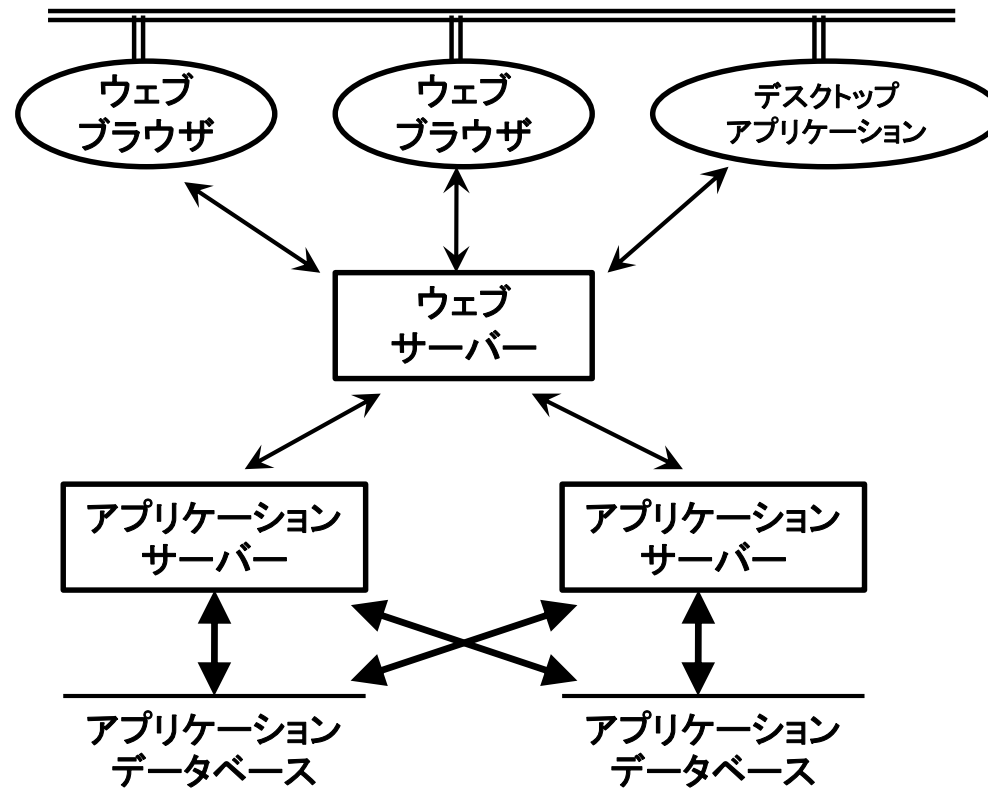 ウェブ
ブラウザ
ウェブ
ブラウザ
デスクトップ
アプリケーション
ウェブ
サーバー
アプリケーション
サーバー
アプリケーション
サーバー
アプリケーション
データベース
アプリケーション
データベース